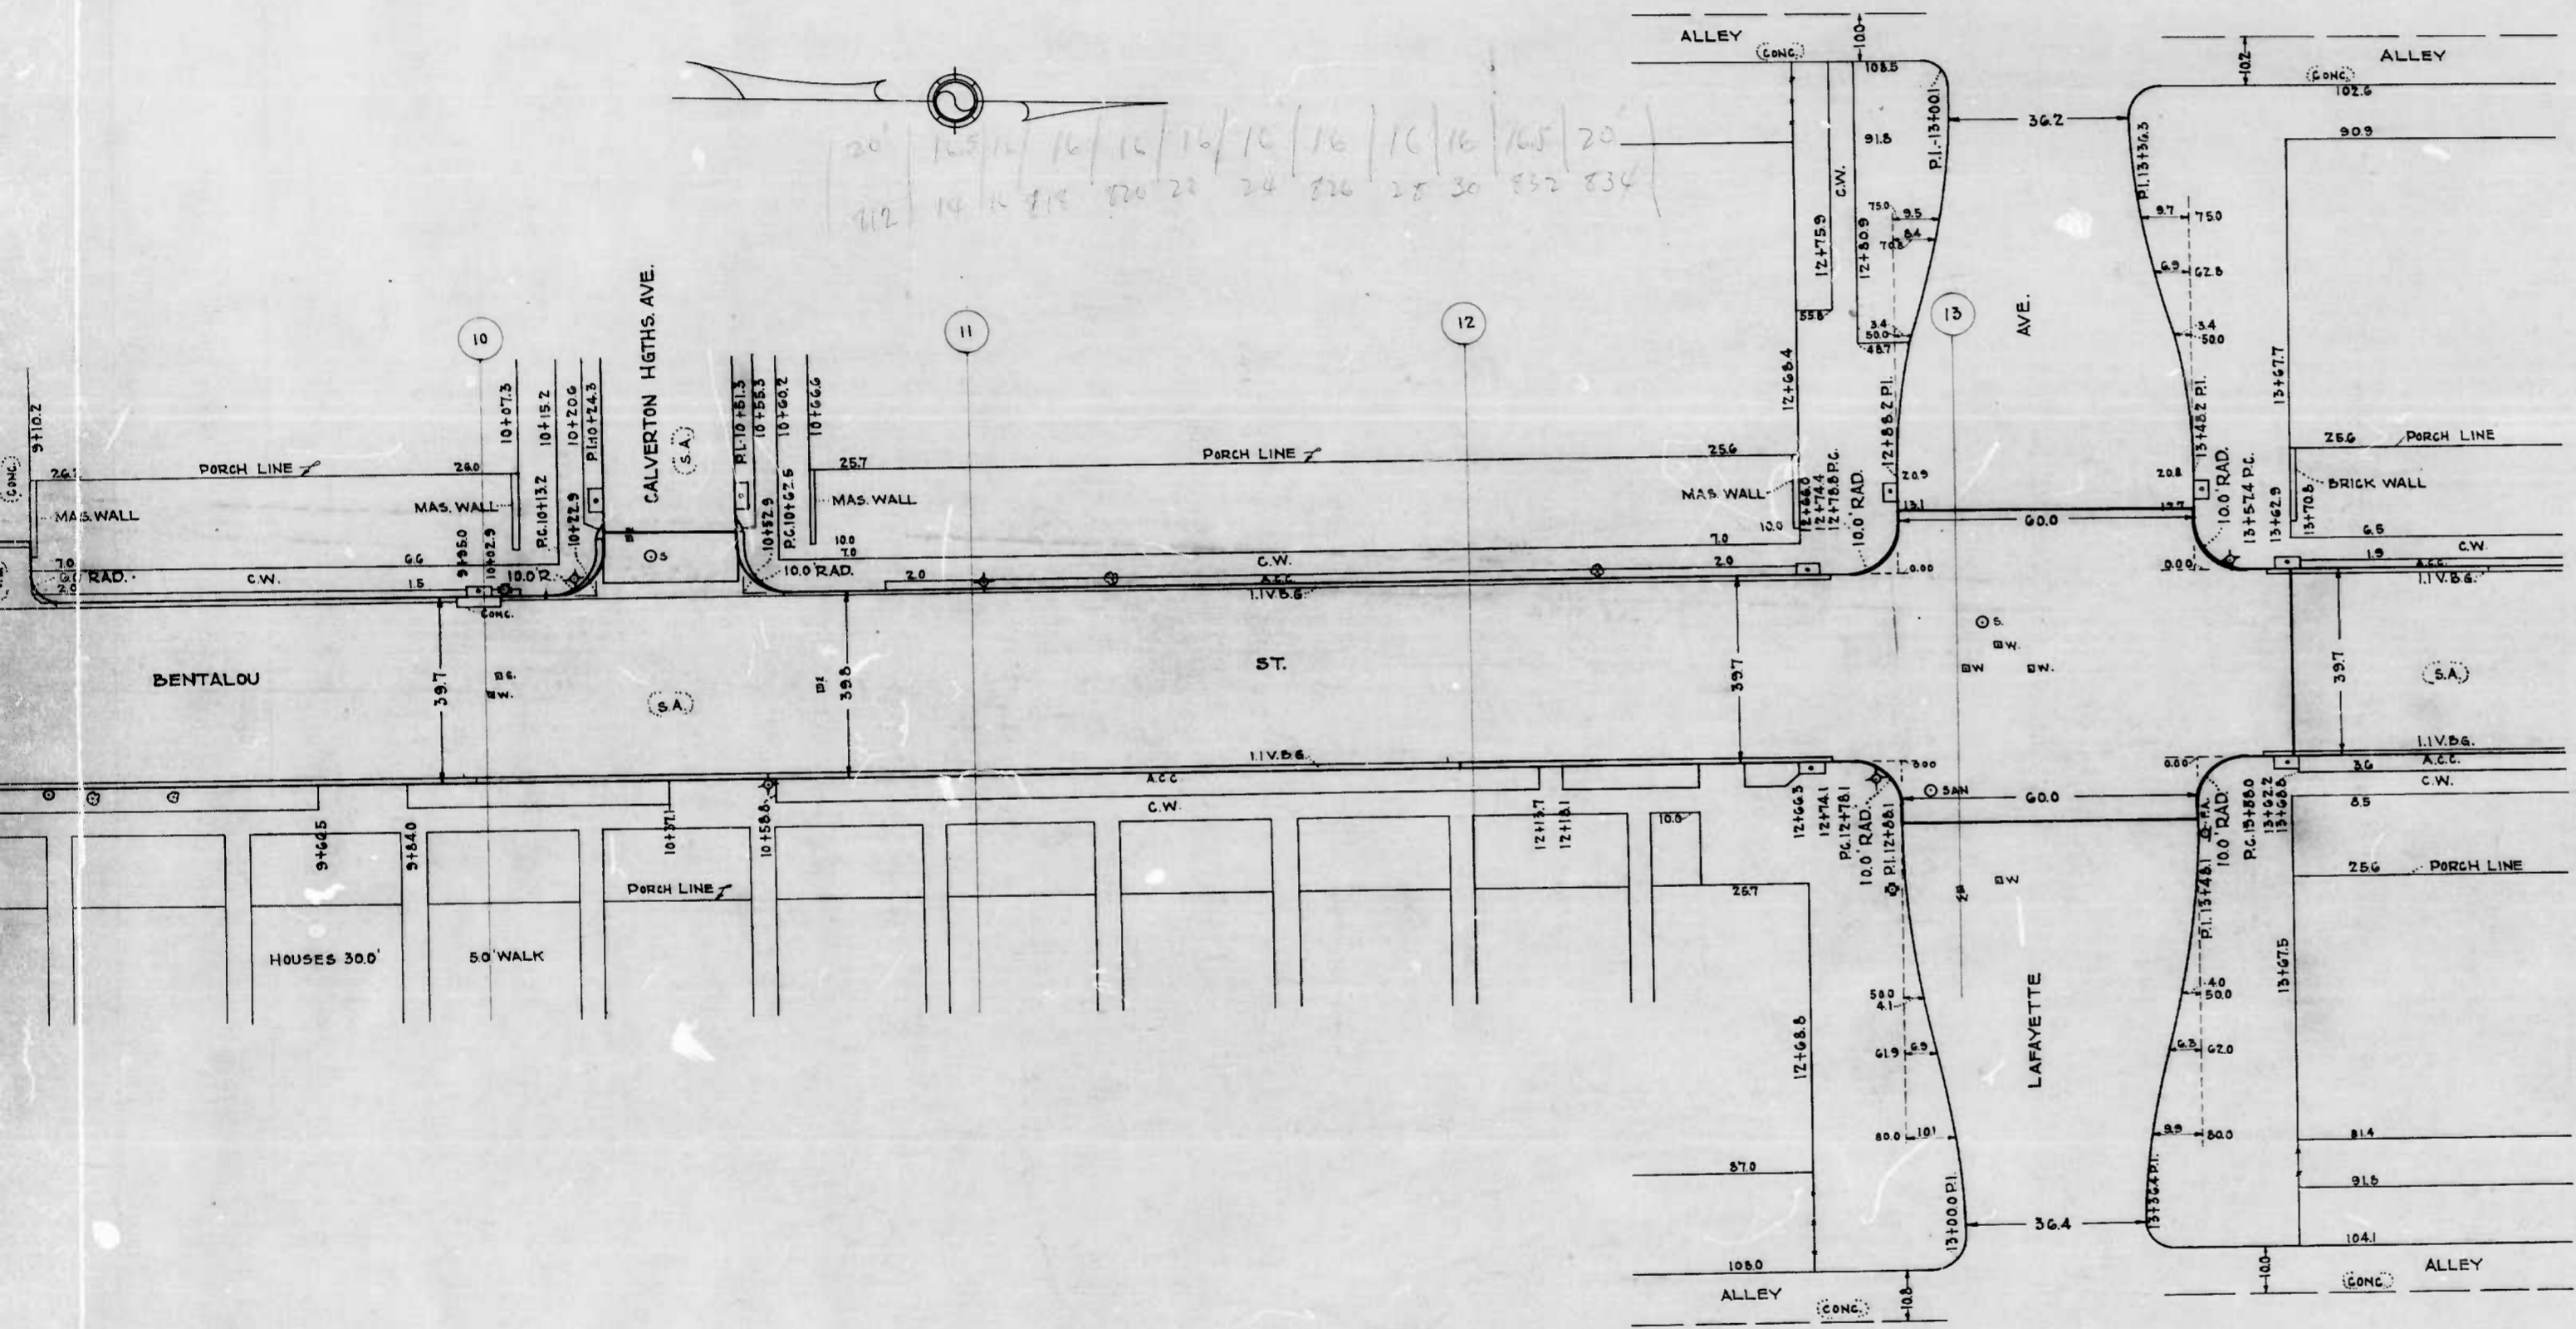 ALLEY
(CONC.)
10.0
108.5
10.2
ALLEY
(CONC.)
102.6
P.I.-13+00.1
36.2
P.I. 13+36.3
90.9
91.8
C.W.
20' 16.5 16 16 16 16 16 16 16 16 16.5 20
812 14 16 818 820 22 24 826 28 30 832 834
75.0
9.5
8.4
70.8
9.7
75.0
6.9
62.8
12+75.9
12+80.9
55.8
3.4
50.0
48.7
3.4
50.0
CALVERTON HGTHS. AVE.
(S.A.)
10
11
12
13
AVE.
9+10.2
10+07.3
10+15.2
10+20.6
P.I.10+24.3
P.I.-10+51.3
10+55.3
10+60.2
10+66.6
12+68.4
12+88.2 P.I.
13+48.2 P.I.
13+67.7
(CONC.)
PORCH LINE
26.0
25.7
PORCH LINE
25.6
25.6
PORCH LINE
MAS. WALL
MAS. WALL
MAS. WALL
MAS. WALL
BRICK WALL
P.C.10+13.2
10+22.9
10+52.9
P.C.10+62.5
12+66.0
12+74.4
12+78.8 P.C.
10.0' RAD.
20.9
13.1
20.8
10.0' RAD.
13+57.4 P.C.
13+62.9
13+70.8
60.0
7.0
RAD.
2.0
C.W.
6.6
1.5
9+95.0
10+02.9
10.0' R.
CONC.
S
10.0
7.0
10.0' RAD.
2.0
C.W.
A.C.C.
1.1 V.B.G.
7.0
2.0
10.0
0.00
0.00
6.5
C.W.
1.9
A.C.C.
1.1 V.B.G.
BENTALOU
39.7
G.
W.
(S.A.)
39.8
ST.
39.7
S.
W.
W
W.
39.7
(S.A.)
1.1 V.B.G.
A.C.C.
C.W.
0.00
0.00
1.1 V.B.G.
3.6
A.C.C.
C.W.
8.5
SAN
60.0
9+66.5
9+84.0
10+37.1
10+58.8
12+13.7
12+18.1
10.0
12+66.3
12+74.1
P.C.12+78.1
10.0' RAD.
P.I.12+88.1
P.I. 13+48.1
F.A.
10.0' RAD.
P.C.13+58.0
13+62.2
13+68.8
PORCH LINE
25.7
W
25.6
PORCH LINE
HOUSES 30.0'
5.0' WALK
12+68.8
50.0
4.1
61.9
6.9
80.0
10.1
LAFAYETTE
4.0
50.0
6.3
62.0
9.9
80.0
13+67.5
81.4
91.8
87.0
13+00.0 P.I.
36.4
13+36.4 P.I.
104.1
108.0
ALLEY
(CONC.)
10.8
10.0
(CONC.)
ALLEY